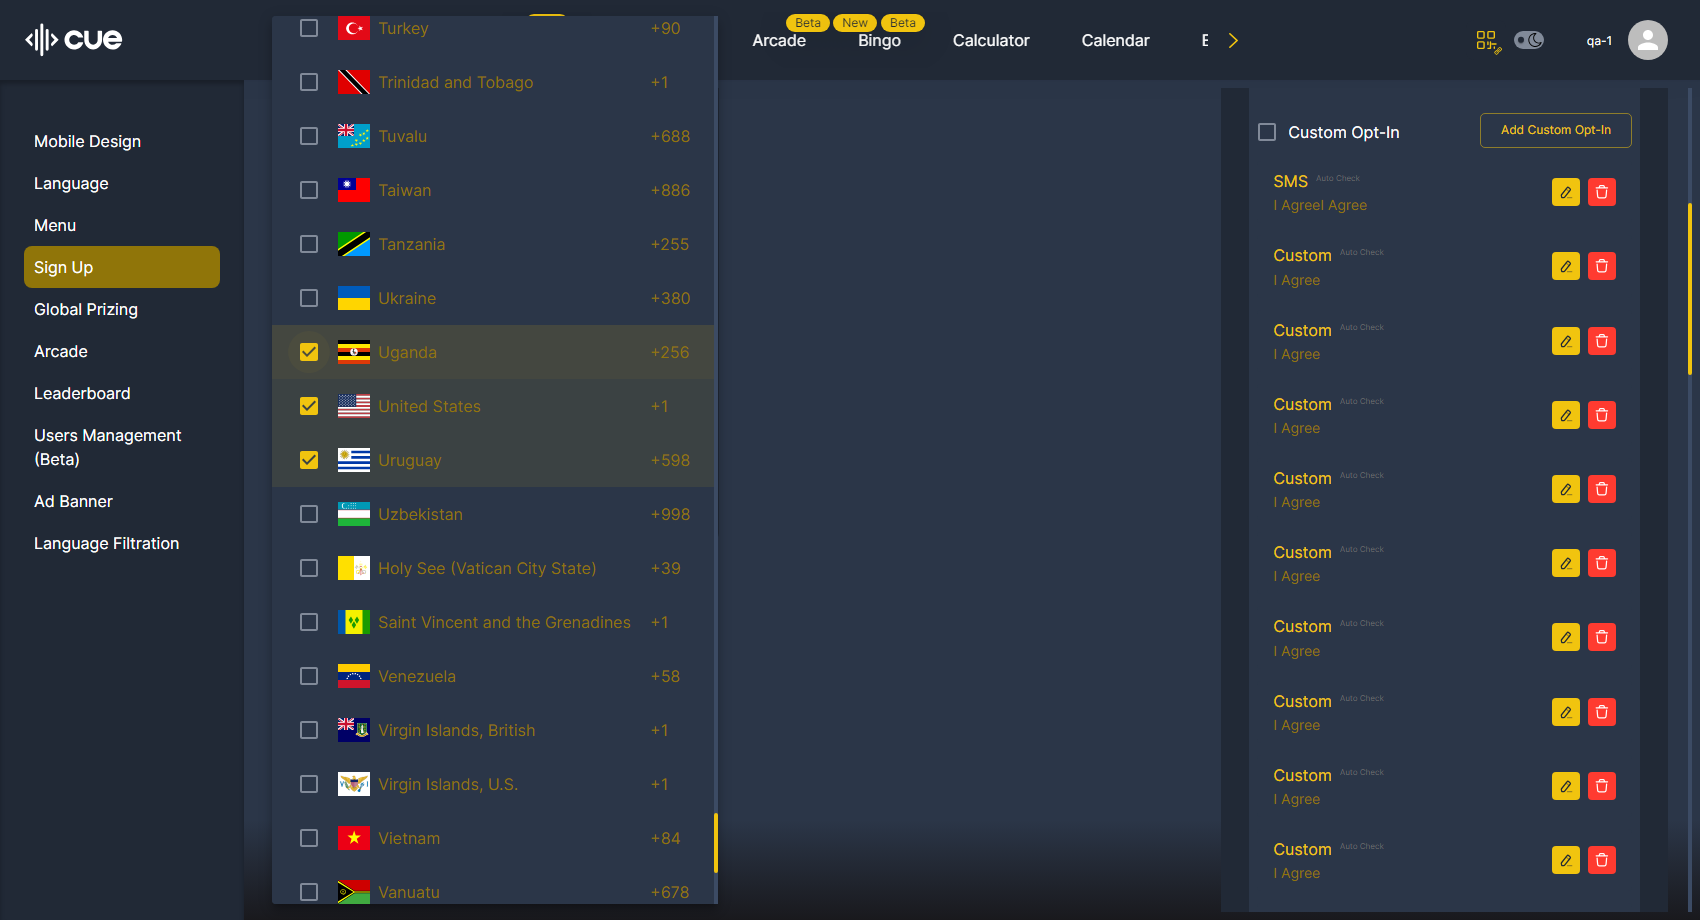 cue
Beta
New
Beta
Arcade
Bingo
Calculator
Calendar
qa-1
Mobile Design
Language
Menu
Sign Up
Global Prizing
Arcade
Leaderboard
Users Management
(Beta)
Ad Banner
Language Filtration
Turkey +90
Trinidad and Tobago +1
Tuvalu +688
Taiwan +886
Tanzania +255
Ukraine +380
Uganda +256
United States +1
Uruguay +598
Uzbekistan +998
Holy See (Vatican City State) +39
Saint Vincent and the Grenadines +1
Venezuela +58
Virgin Islands, British +1
Virgin Islands, U.S. +1
Vietnam +84
Vanuatu +678
Custom Opt-In
Add Custom Opt-In
SMS Auto Check
I AgreeI Agree
Custom Auto Check
I Agree
Custom Auto Check
I Agree
Custom Auto Check
I Agree
Custom Auto Check
I Agree
Custom Auto Check
I Agree
Custom Auto Check
I Agree
Custom Auto Check
I Agree
Custom Auto Check
I Agree
Custom Auto Check
I Agree